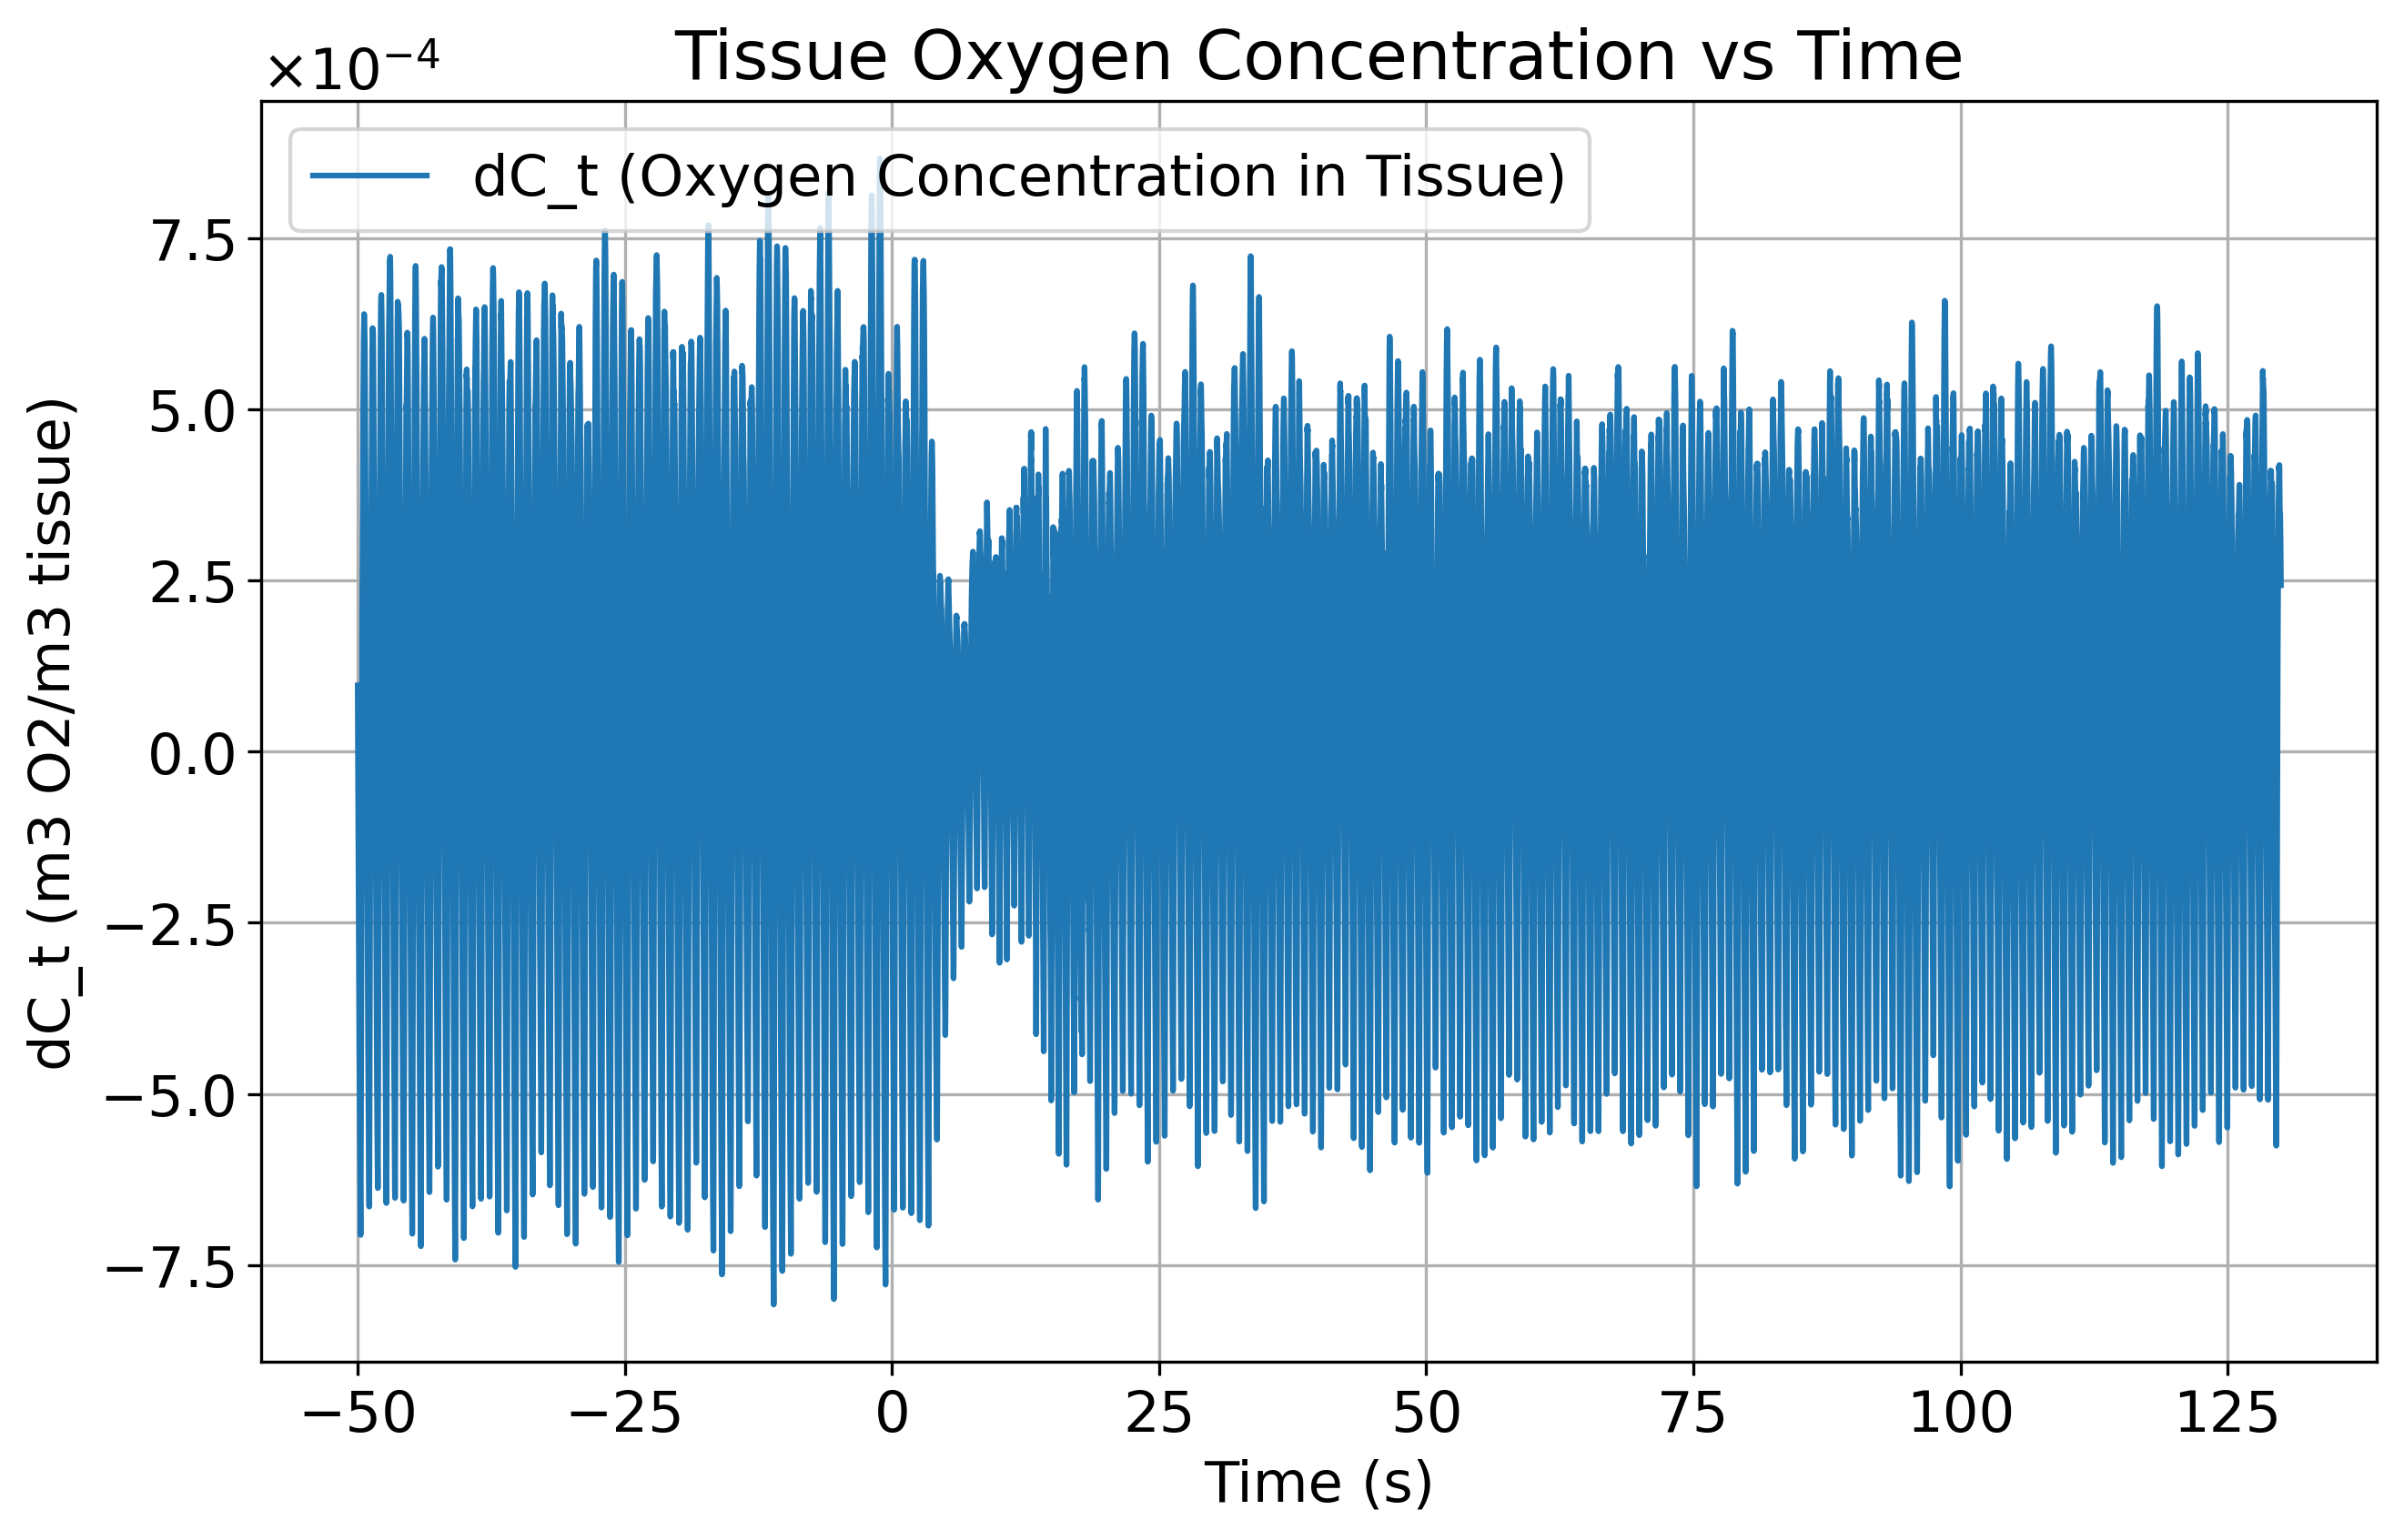 ×10⁻⁴
Tissue Oxygen Concentration vs Time
dC_t (Oxygen Concentration in Tissue)
7.5
5.0
2.5
0.0
−2.5
−5.0
−7.5
dC_t (m3 O2/m3 tissue)
−50 −25 0 25 50 75 100 125
Time (s)